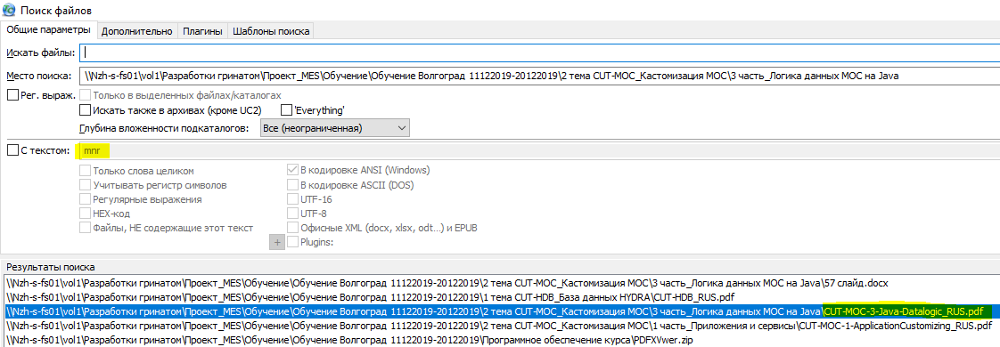 Поиск файлов
Общие параметры Дополнительно Плагины Шаблоны поиска
Искать файлы:
Место поиска: \\Nzh-s-fs01\vol1\Разработки гринатом\Проект_MES\Обучение\Обучение Волгоград 11122019-20122019\2 тема CUT-MOC_Кастомизация MOC\3 часть_Логика данных MOC на Java
Рег. выраж. Только в выделенных файлах/каталогах
Искать также в архивах (кроме UC2) 'Everything'
Глубина вложенности подкаталогов: Все (неограниченная)
С текстом: mnr
Только слова целиком В кодировке ANSI (Windows)
Учитывать регистр символов В кодировке ASCII (DOS)
Регулярные выражения UTF-16
HEX-код UTF-8
Файлы, НЕ содержащие этот текст Офисные XML (docx, xlsx, odt...) и EPUB
+ Plugins:
Результаты поиска
\\Nzh-s-fs01\vol1\Разработки гринатом\Проект_MES\Обучение\Обучение Волгоград 11122019-20122019\2 тема CUT-MOC_Кастомизация MOC\3 часть_Логика данных MOC на Java\57 слайд.docx
\\Nzh-s-fs01\vol1\Разработки гринатом\Проект_MES\Обучение\Обучение Волгоград 11122019-20122019\1 тема CUT-HDB_База данных HYDRA\CUT-HDB_RUS.pdf
\\Nzh-s-fs01\vol1\Разработки гринатом\Проект_MES\Обучение\Обучение Волгоград 11122019-20122019\2 тема CUT-MOC_Кастомизация MOC\3 часть_Логика данных MOC на Java\CUT-MOC-3-Java-Datalogic_RUS.pdf
\\Nzh-s-fs01\vol1\Разработки гринатом\Проект_MES\Обучение\Обучение Волгоград 11122019-20122019\2 тема CUT-MOC_Кастомизация MOC\1 часть_Приложения и сервисы\CUT-MOC-1-ApplicationCustomizing_RUS.pdf
\\Nzh-s-fs01\vol1\Разработки гринатом\Проект_MES\Обучение\Обучение Волгоград 11122019-20122019\Программное обеспечение курса\PDFXVwer.zip